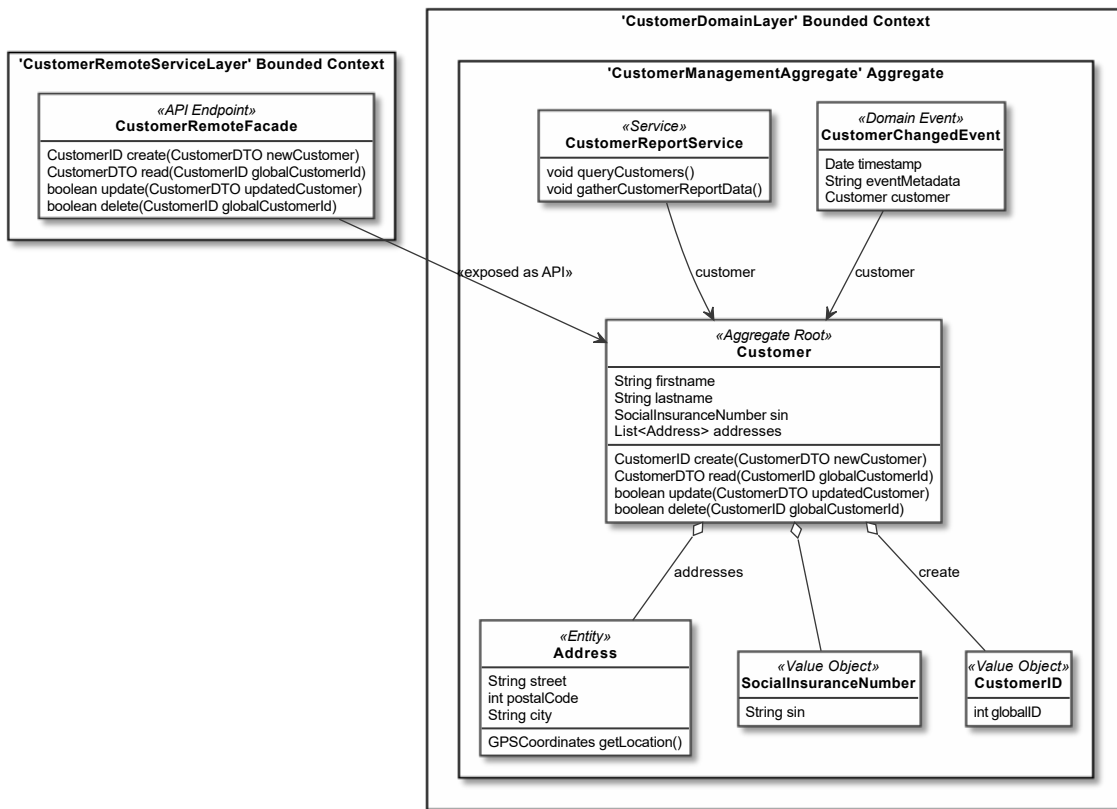 'CustomerDomainLayer' Bounded Context
'CustomerRemoteServiceLayer' Bounded Context
«API Endpoint»
CustomerRemoteFacade
CustomerID create(CustomerDTO newCustomer)
CustomerDTO read(CustomerID globalCustomerId)
boolean update(CustomerDTO updatedCustomer)
boolean delete(CustomerID globalCustomerId)
'CustomerManagementAggregate' Aggregate
«Service»
CustomerReportService
void queryCustomers()
void gatherCustomerReportData()
«Domain Event»
CustomerChangedEvent
Date timestamp
String eventMetadata
Customer customer
«exposed as API»
customer
customer
«Aggregate Root»
Customer
String firstname
String lastname
SocialInsuranceNumber sin
List<Address> addresses
CustomerID create(CustomerDTO newCustomer)
CustomerDTO read(CustomerID globalCustomerId)
boolean update(CustomerDTO updatedCustomer)
boolean delete(CustomerID globalCustomerId)
addresses
create
«Entity»
Address
String street
int postalCode
String city
GPSCoordinates getLocation()
«Value Object»
SocialInsuranceNumber
String sin
«Value Object»
CustomerID
int globalID